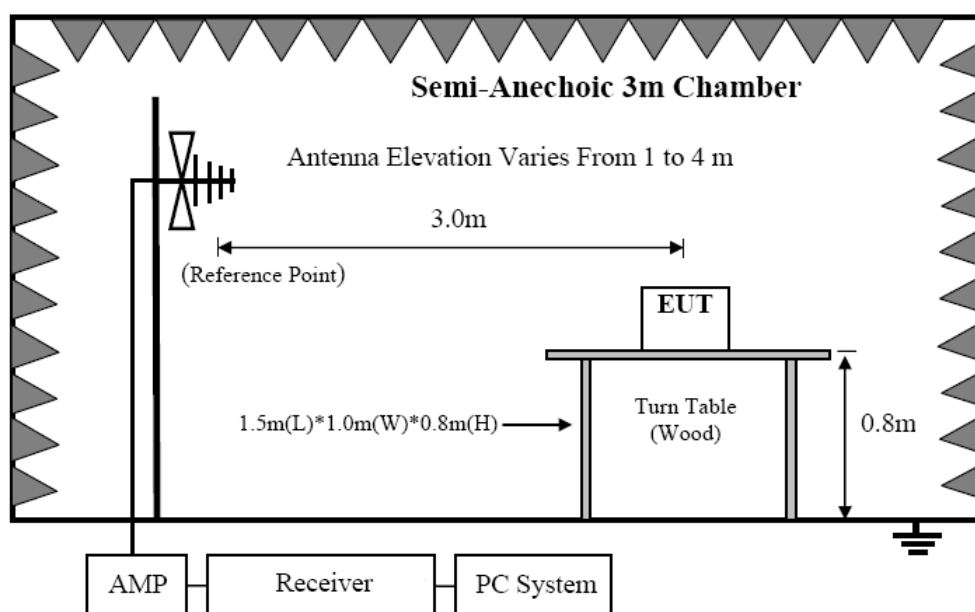 Semi-Anechoic 3m Chamber
Antenna Elevation Varies From 1 to 4 m
3.0m
(Reference Point)
EUT
1.5m(L)*1.0m(W)*0.8m(H)
Turn Table
(Wood)
0.8m
AMP
Receiver
PC System